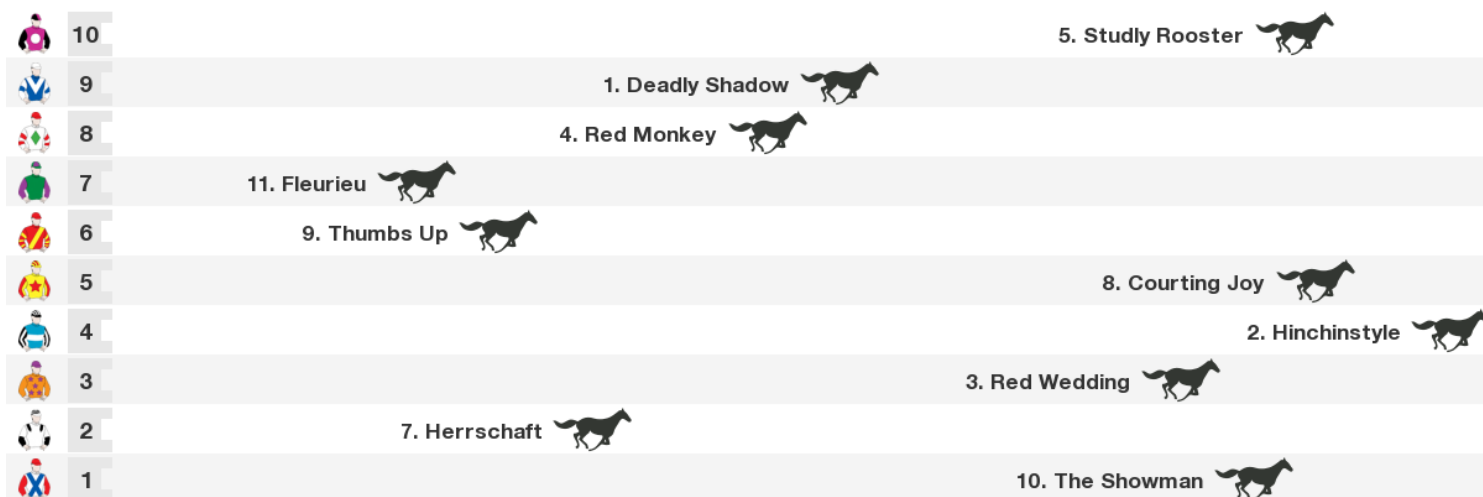 10 5. Studly Rooster
9 1. Deadly Shadow
8 4. Red Monkey
7 11. Fleurieu
6 9. Thumbs Up
5 8. Courting Joy
4 2. Hinchinstyle
3 3. Red Wedding
2 7. Herrschaft
1 10. The Showman